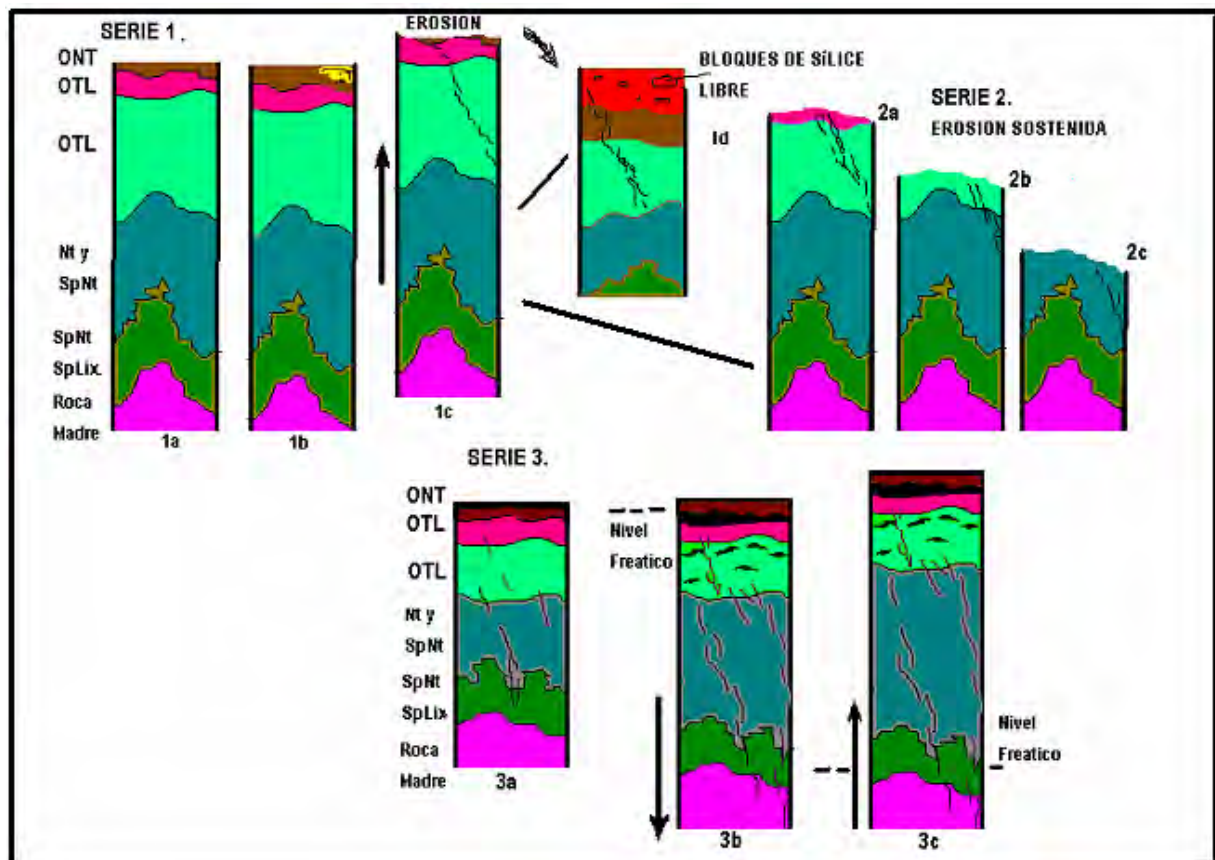 SERIE 1.
EROSION
ONT
OTL
OTL
Nt y
SpNt
SpNt
SpLix.
Roca
Madre
1a
1b
1c
BLOQUES DE SÍLICE
LIBRE
Id
2a
SERIE 2.
EROSION SOSTENIDA
2b
2c
SERIE 3.
ONT
OTL
OTL
Nt y
SpNt
SpNt
SpLix
Roca
Madre
3a
Nivel
Freatico
3b
3c
Nivel
Freatico